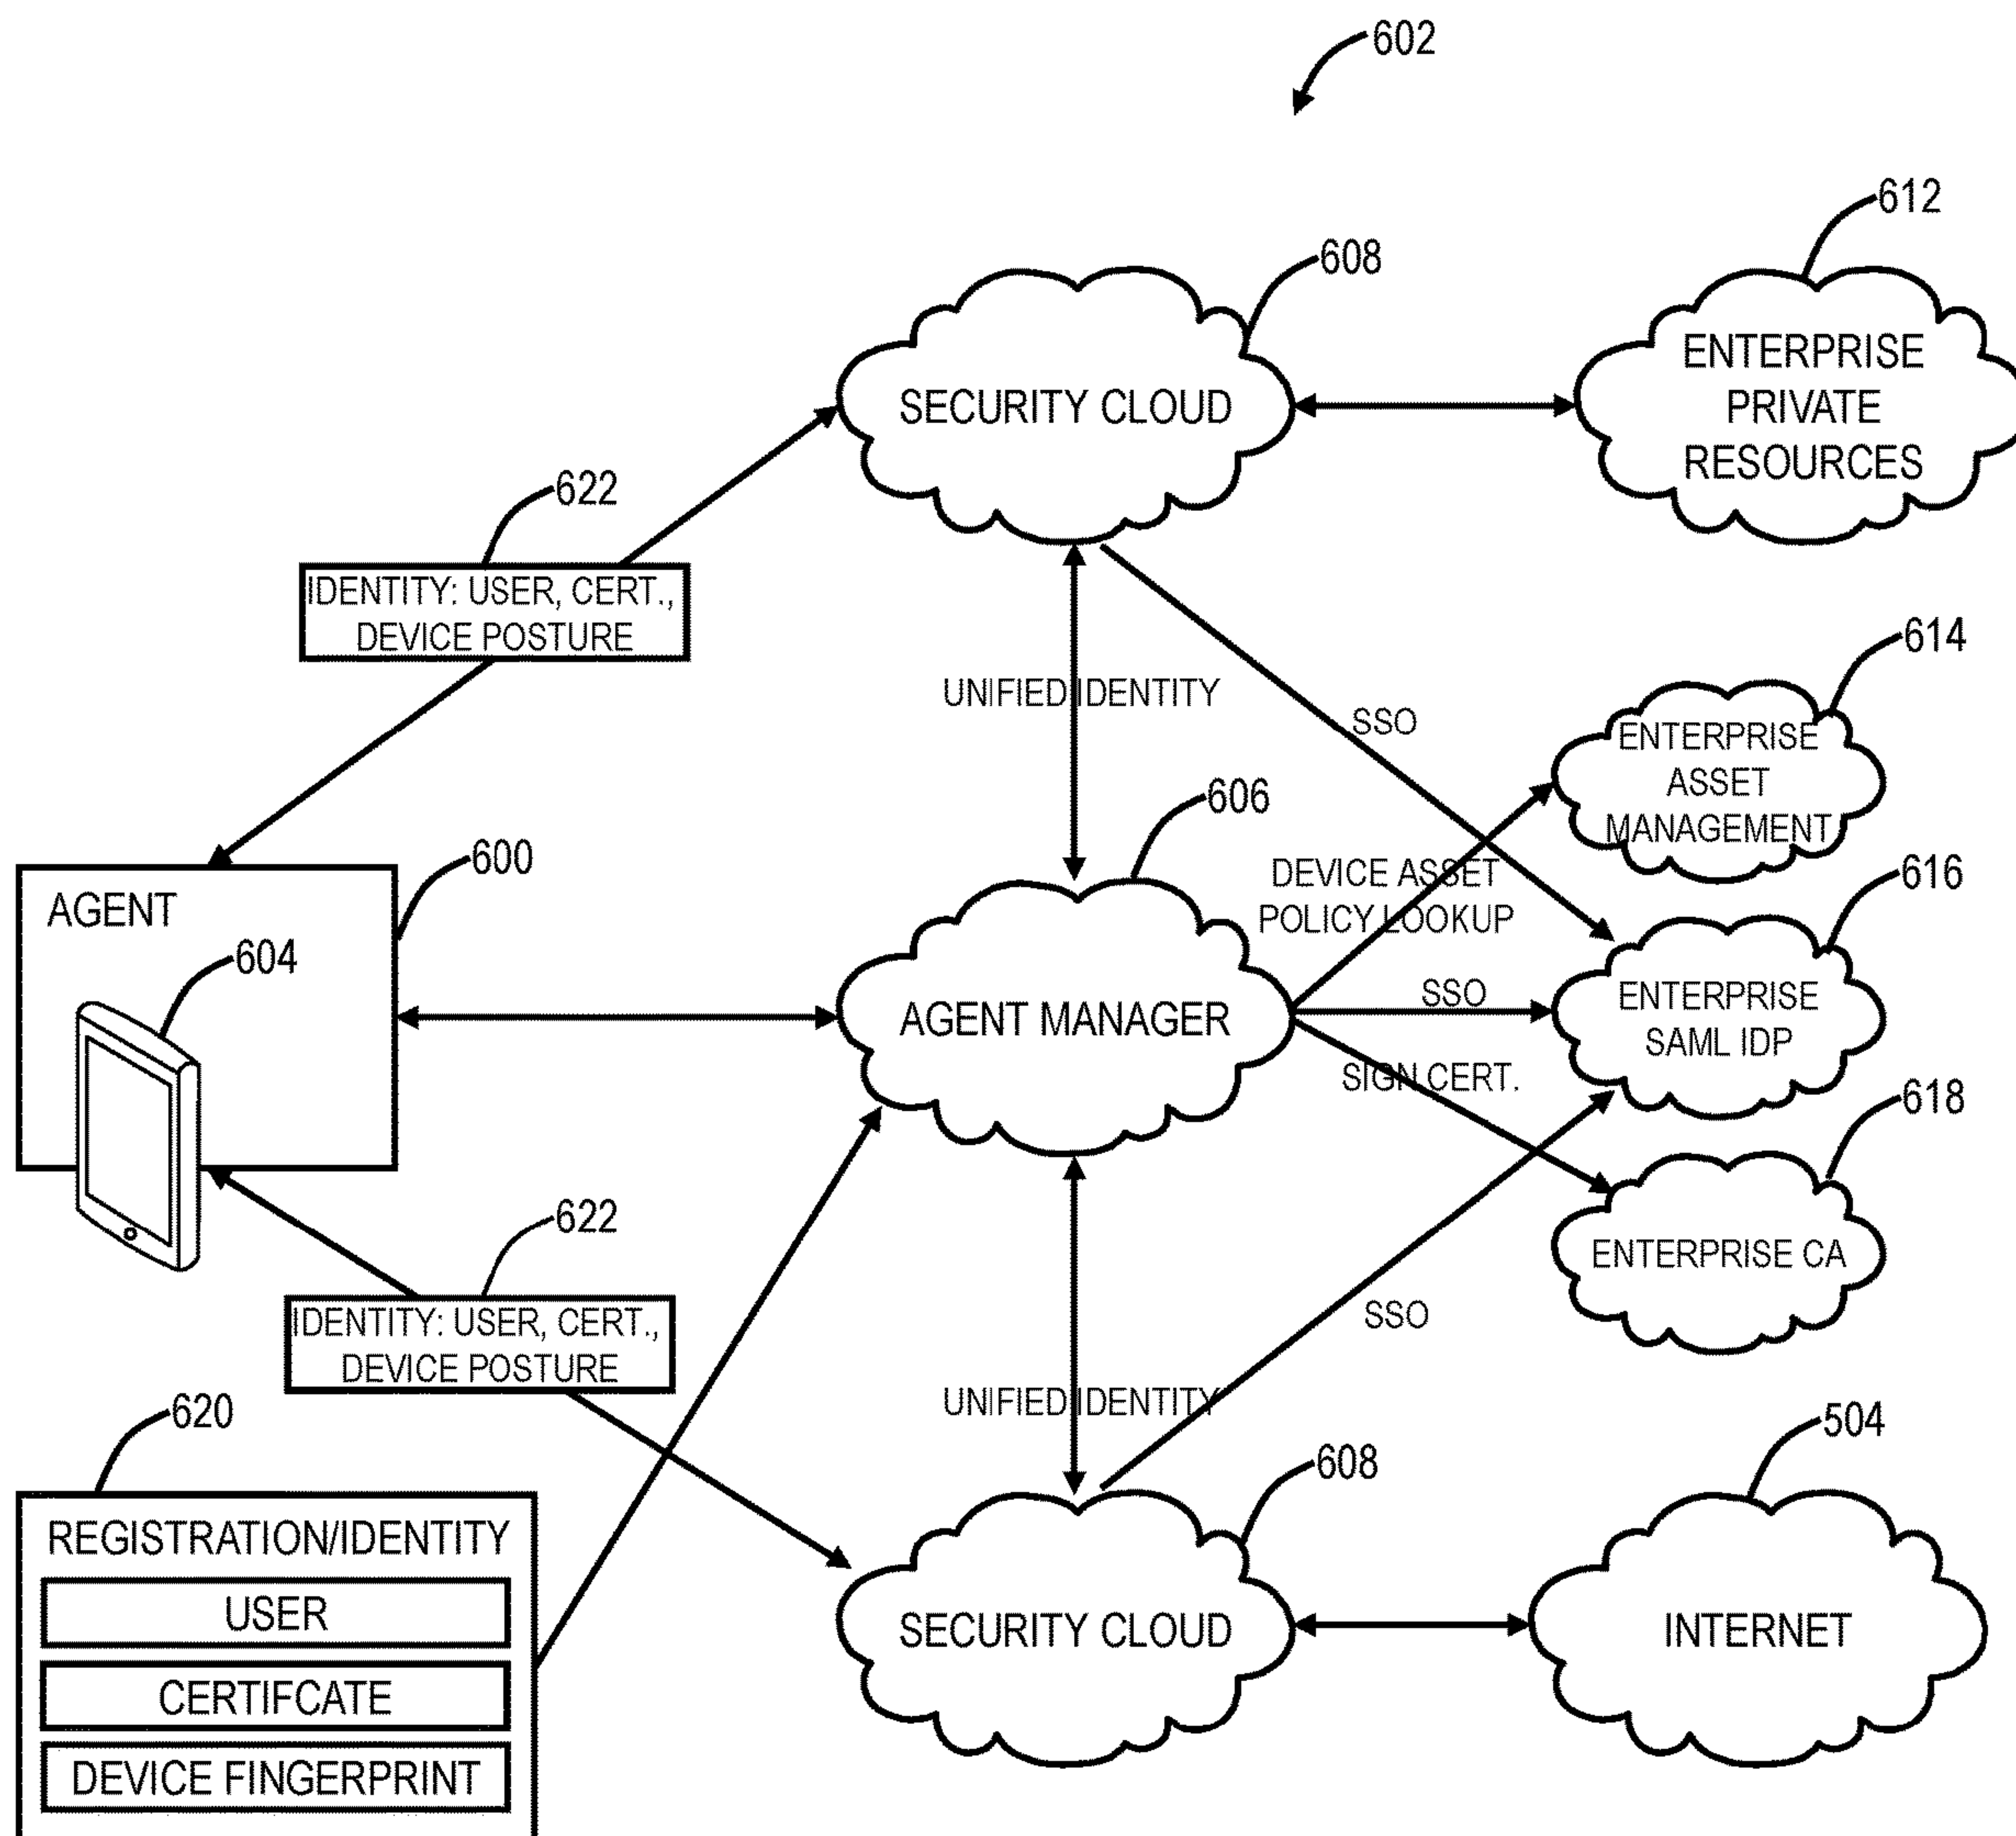 602
612
608
SECURITY CLOUD
ENTERPRISE
PRIVATE
RESOURCES
622
IDENTITY: USER, CERT.,
DEVICE POSTURE
614
UNIFIED IDENTITY
SSO
ENTERPRISE
ASSET
MANAGEMENT
606
600
AGENT
604
DEVICE ASSET
POLICY LOOKUP
616
AGENT MANAGER
SSO
ENTERPRISE
SAML IDP
SIGN CERT.
618
622
IDENTITY: USER, CERT.,
DEVICE POSTURE
ENTERPRISE CA
SSO
UNIFIED IDENTITY
620
608
504
REGISTRATION/IDENTITY
USER
CERTIFCATE
DEVICE FINGERPRINT
SECURITY CLOUD
INTERNET